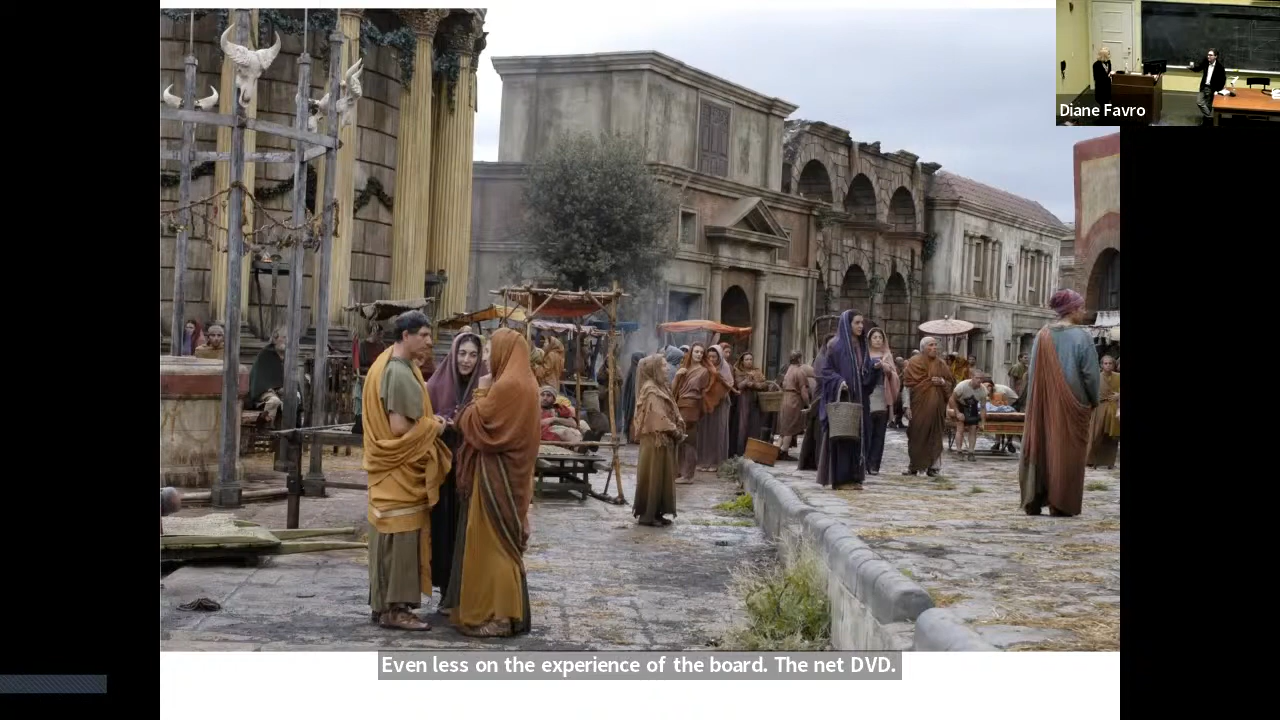 Diane Favro
Even less on the experience of the board. The net DVD.